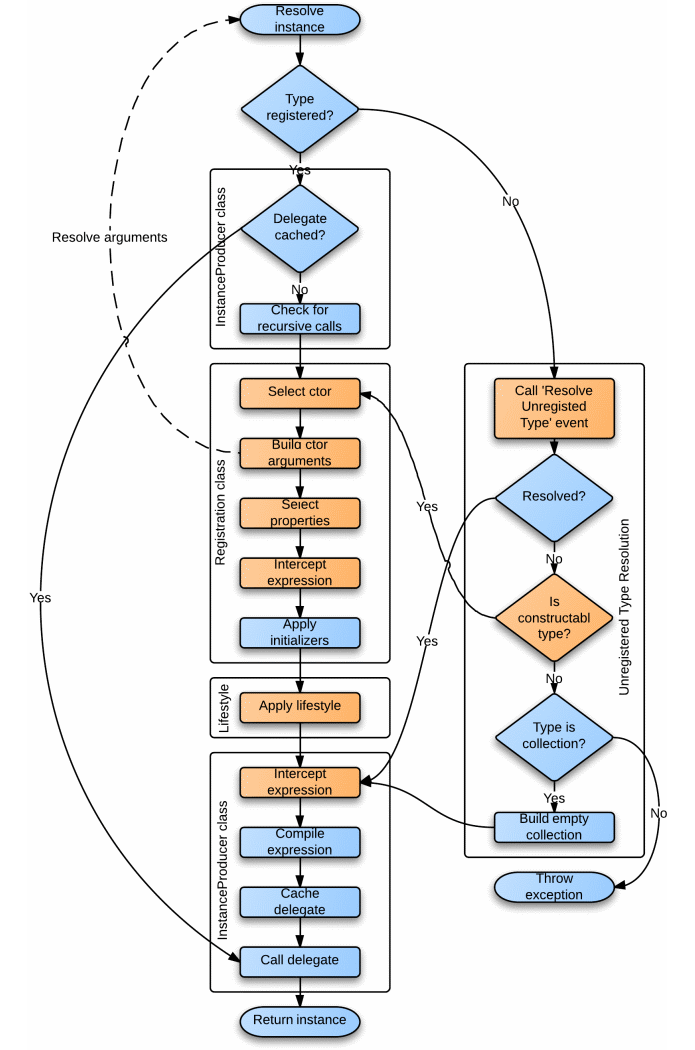 Resolve
instance
Type
registered?
Yes
No
InstanceProducer class
Delegate
cached?
Resolve arguments
No
Check for
recursive calls
Select ctor
Call 'Resolve
Unregisted
Type' event
Build ctor
arguments
Registration class
Yes
Resolved?
Select
properties
No
Unregistered Type Resolution
Intercept
expression
Yes
Is
constructabl
type?
Apply
initializers
Yes
No
Lifestyle
Apply lifestyle
Type is
collection?
Intercept
expression
Yes
No
InstanceProducer class
Compile
expression
Build empty
collection
Cache
delegate
Throw
exception
Call delegate
Return instance